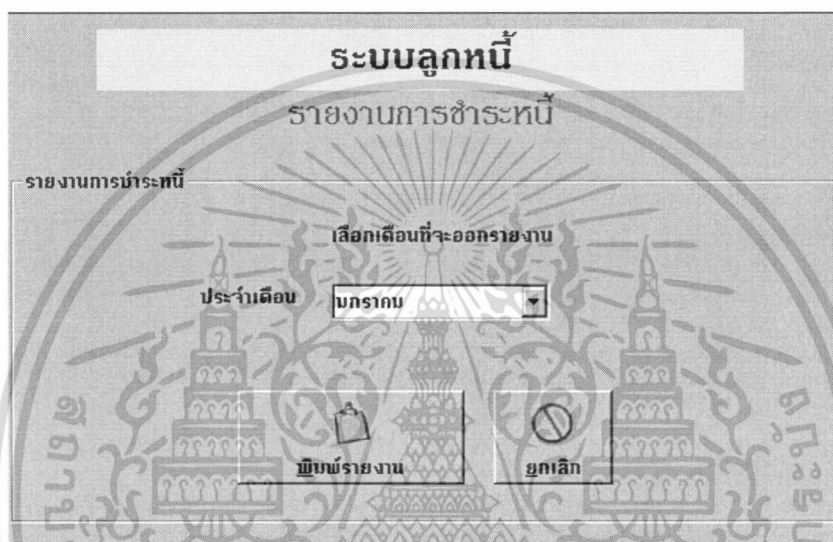 ระบบลูกหนี้
รายงานการชำระหนี้
รายงานการชำระหนี้
เลือกเดือนที่จะออกรายงาน
ประจำเดือน
มกราคม
พิมพ์รายงาน
ยกเลิก